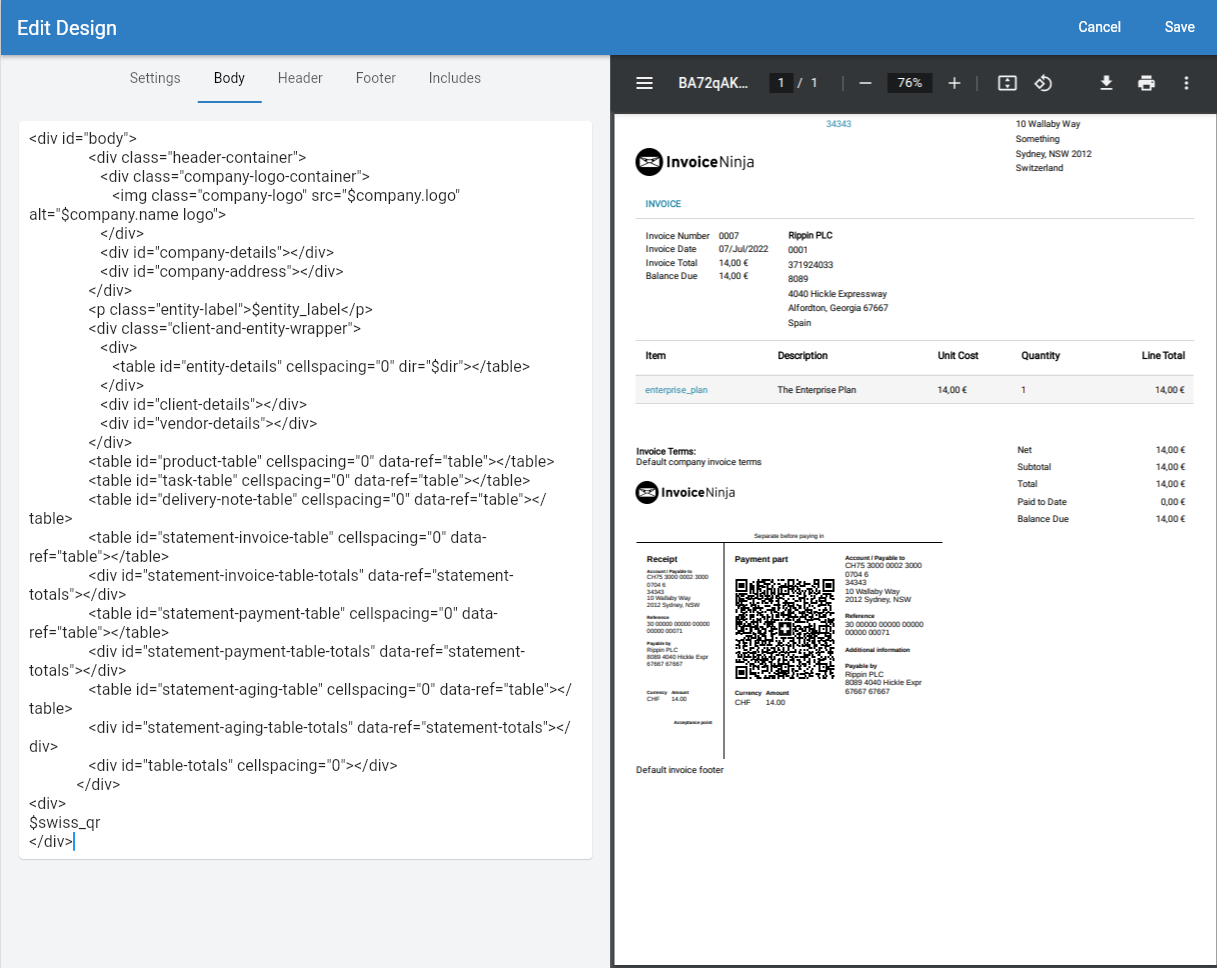 Edit Design
Cancel
Save
Settings
Body
Header
Footer
Includes
<div id="body">
<div class="header-container">
<div class="company-logo-container">
<img class="company-logo" src="$company.logo"
alt="$company.name logo">
</div>
<div id="company-details"></div>
<div id="company-address"></div>
</div>
<p class="entity-label">$entity_label</p>
<div class="client-and-entity-wrapper">
<div>
<table id="entity-details" cellspacing="0" dir="$dir"></table>
</div>
<div id="client-details"></div>
<div id="vendor-details"></div>
</div>
<table id="product-table" cellspacing="0" data-ref="table"></table>
<table id="task-table" cellspacing="0" data-ref="table"></table>
<table id="delivery-note-table" cellspacing="0" data-ref="table"></
table>
<table id="statement-invoice-table" cellspacing="0" data-
ref="table"></table>
<div id="statement-invoice-table-totals" data-ref="statement-
totals"></div>
<table id="statement-payment-table" cellspacing="0" data-
ref="table"></table>
<div id="statement-payment-table-totals" data-ref="statement-
totals"></div>
<table id="statement-aging-table" cellspacing="0" data-ref="table"></
table>
<div id="statement-aging-table-totals" data-ref="statement-totals"></
div>
<div id="table-totals" cellspacing="0"></div>
</div>
<div>
$swiss_qr
</div>
BA72qAK...
1 / 1
76%
34343
10 Wallaby Way
Something
Sydney, NSW 2012
Switzerland
InvoiceNinja
INVOICE
Invoice Number 0007
Invoice Date 07/Jul/2022
Invoice Total 14,00 €
Balance Due 14,00 €
Rippin PLC
0001
371924033
8089
4040 Hickle Expressway
Alfordton, Georgia 67667
Spain
Item Description Unit Cost Quantity Line Total
enterprise_plan The Enterprise Plan 14,00 € 1 14,00 €
Invoice Terms:
Default company invoice terms
InvoiceNinja
Net 14,00 €
Subtotal 14,00 €
Total 14,00 €
Paid to Date 0,00 €
Balance Due 14,00 €
Separate before paying in
Receipt
Account / Payable to
CH75 3000 0002 3000
0704 6
34343
10 Wallaby Way
2012 Sydney, NSW
Reference
30 00000 00000 00000
00000 00071
Payable by
Rippin PLC
8089 4040 Hickle Expr
67667 67667
Currency Amount
CHF 14.00
Acceptance point
Payment part
Currency Amount
CHF 14.00
Account / Payable to
CH75 3000 0002 3000
0704 6
34343
10 Wallaby Way
2012 Sydney, NSW
Reference
30 00000 00000 00000
00000 00071
Additional information
Payable by
Rippin PLC
8089 4040 Hickle Expr
67667 67667
Default invoice footer